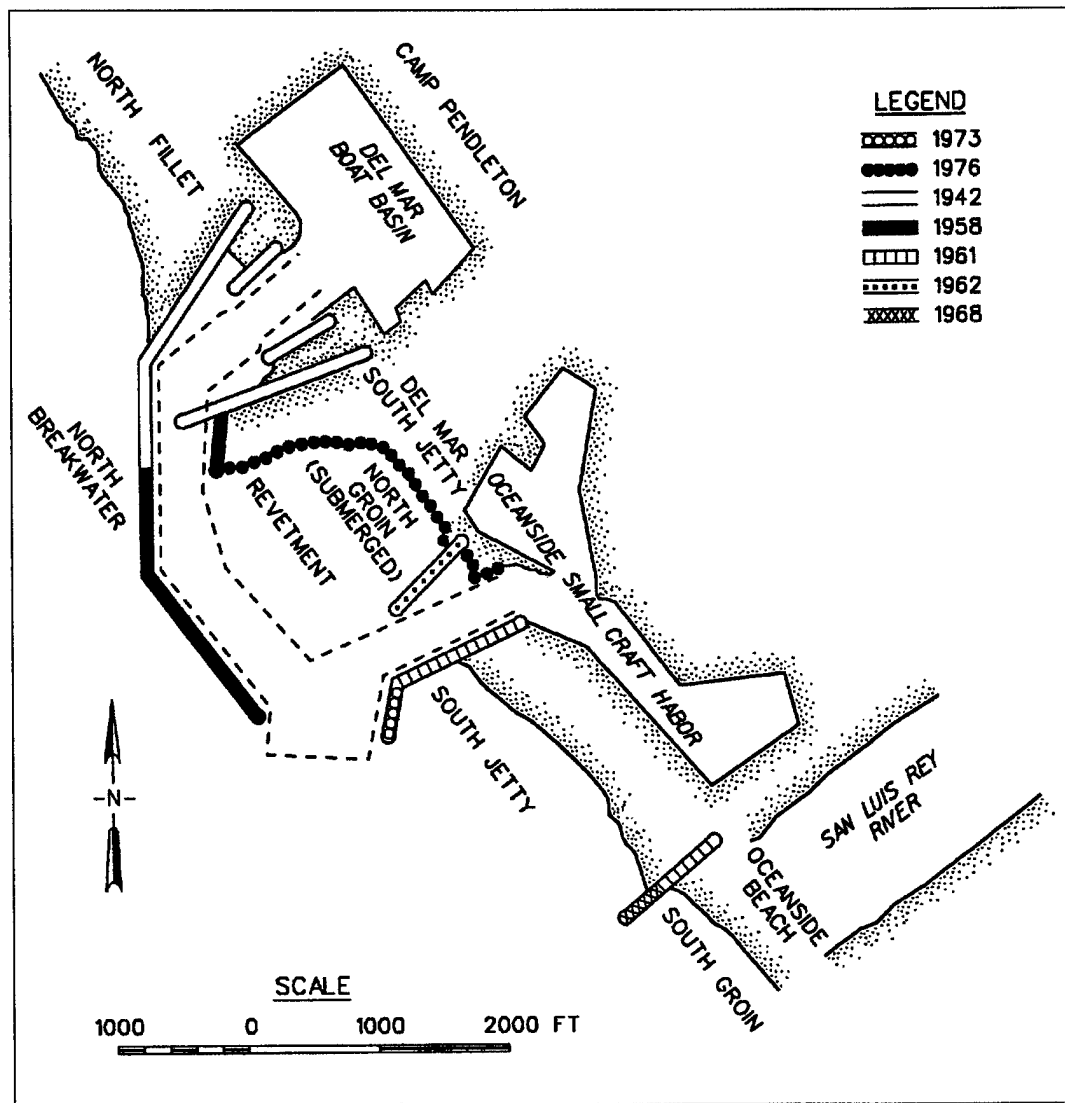 NORTH
FILLET
CAMP PENDLETON
DEL MAR
BOAT BASIN
LEGEND
1973
1976
1942
1958
1961
1962
1968
NORTH
BREAKWATER
DEL MAR
SOUTH JETTY
NORTH
GROIN
(SUBMERGED)
REVETMENT
OCEANSIDE SMALL CRAFT HABOR
SOUTH JETTY
SAN LUIS REY
RIVER
OCEANSIDE
BEACH
SOUTH GROIN
-N-
SCALE
1000 0 1000 2000 FT